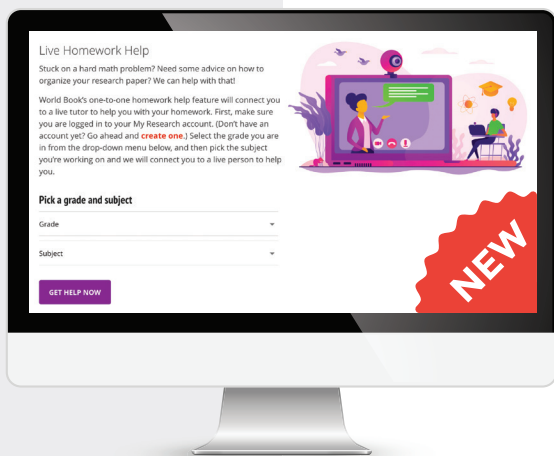 Live Homework Help
Stuck on a hard math problem? Need some advice on how to
organize your research paper? We can help with that!
World Book's one-to-one homework help feature will connect you
to a live tutor to help you with your homework. First, make sure
you are logged in to your My Research account. (Don't have an
account yet? Go ahead and create one.) Select the grade you are
in from the drop-down menu below, and then pick the subject
you're working on and we will connect you to a live person to help
you.
Pick a grade and subject
Grade
Subject
GET HELP NOW
NEW